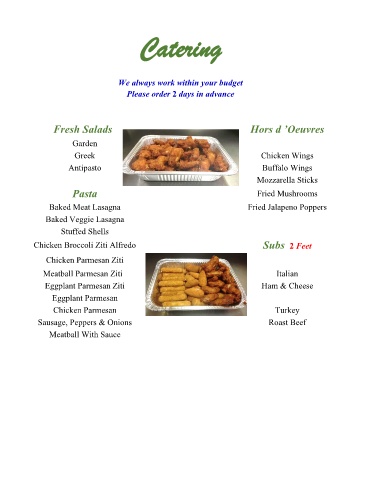 Catering
We always work within your budget
Please order 2 days in advance
Fresh Salads
Garden
Greek
Antipasto
Pasta
Baked Meat Lasagna
Baked Veggie Lasagna
Stuffed Shells
Chicken Broccoli Ziti Alfredo
Chicken Parmesan Ziti
Meatball Parmesan Ziti
Eggplant Parmesan Ziti
Eggplant Parmesan
Chicken Parmesan
Sausage, Peppers & Onions
Meatball With Sauce
Hors d ’Oeuvres
Chicken Wings
Buffalo Wings
Mozzarella Sticks
Fried Mushrooms
Fried Jalapeno Poppers
Subs 2 Feet
Italian
Ham & Cheese
Turkey
Roast Beef